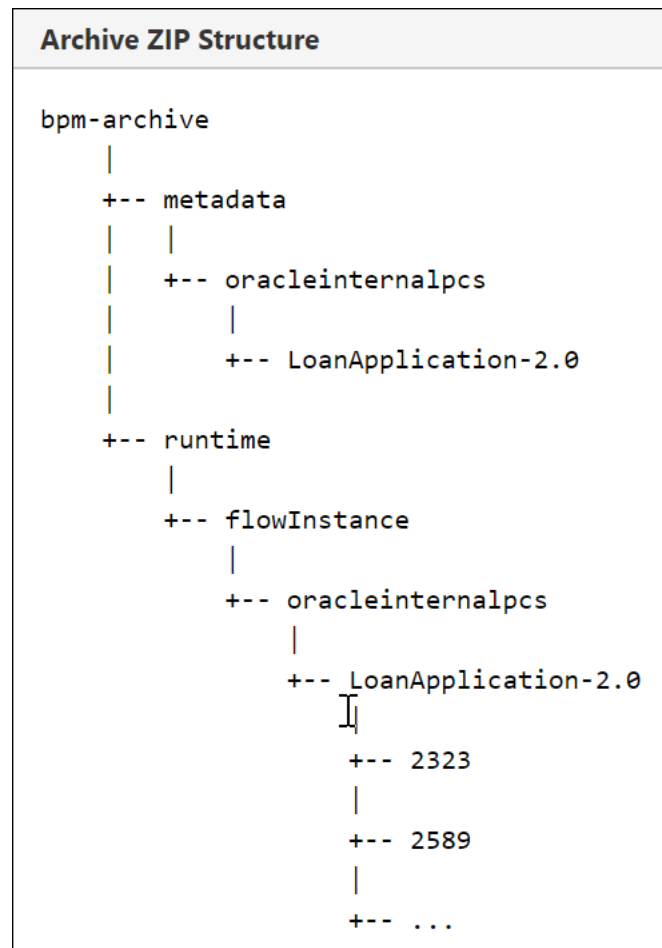 Archive ZIP Structure
bpm-archive
    |
    +-- metadata
    |   |
    |   +-- oracleinternalpcs
    |       |
    |       +-- LoanApplication-2.0
    |
    +-- runtime
        |
        +-- flowInstance
            |
            +-- oracleinternalpcs
                |
                +-- LoanApplication-2.0
                    |
                    +-- 2323
                    |
                    +-- 2589
                    |
                    +-- ...